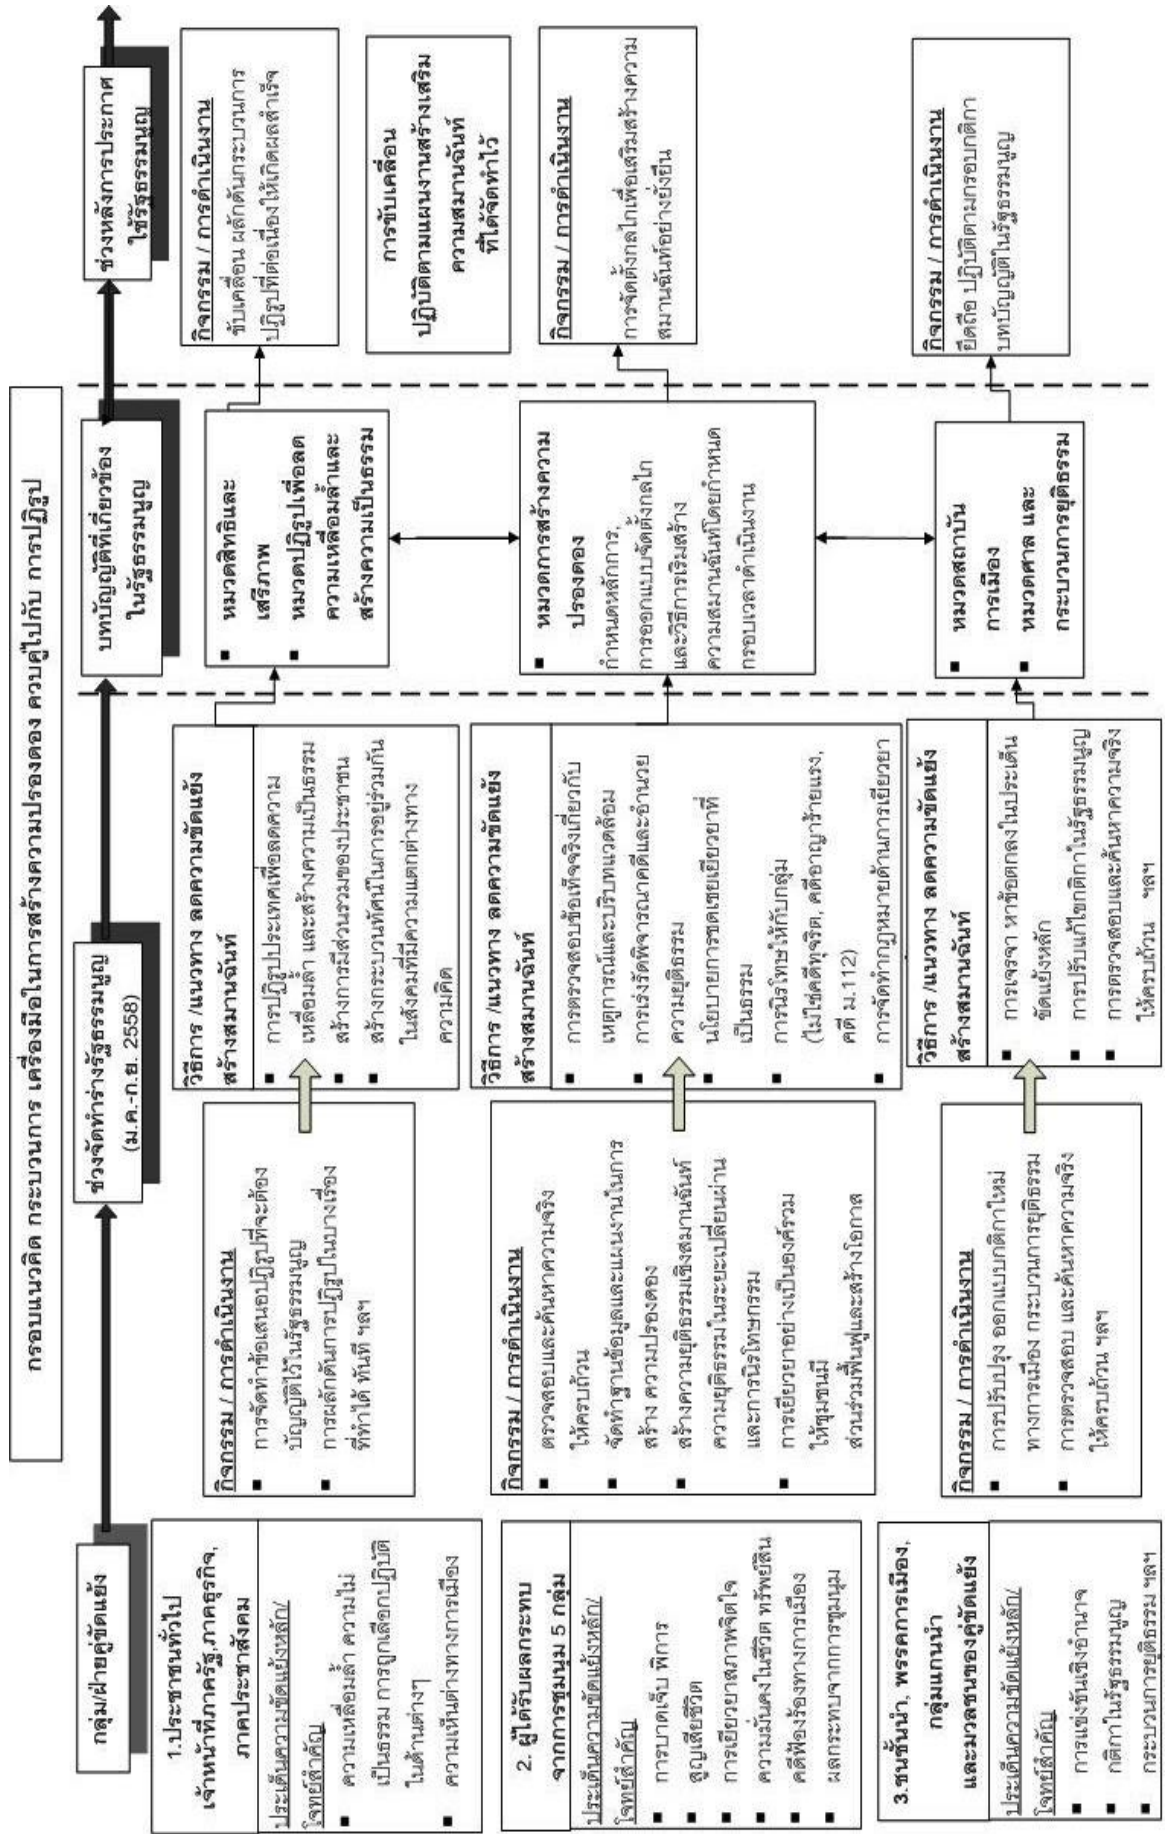 กรอบแนวคิด กระบวนการ เครื่องมือในการสร้างความปรองดอง ควบคู่ไปกับ การปฏิรูป
กลุ่ม/ฝ่ายคู่ขัดแย้ง
ช่วงจัดทำร่างรัฐธรรมนูญ
(ม.ค.-ก.ย. 2558)
บทบัญญัติที่เกี่ยวข้อง
ในรัฐธรรมนูญ
ช่วงหลังการประกาศ
ใช้รัฐธรรมนูญ
1.ประชาชนทั่วไป
เจ้าหน้าที่ภาครัฐ,ภาคธุรกิจ,
ภาคประชาสังคม
ประเด็นความขัดแย้งหลัก/
โจทย์สำคัญ
■ ความเหลื่อมล้ำ ความไม่
เป็นธรรม การถูกเลือกปฏิบัติ
ในด้านต่างๆ
■ ความเห็นต่างทางการเมือง
กิจกรรม / การดำเนินงาน
■ การจัดทำข้อเสนอปฏิรูปที่จะต้อง
บัญญัติไว้ในรัฐธรรมนูญ
■ การผลักดันการปฏิรูปในบางเรื่อง
ที่ทำได้ ทันที ฯลฯ
วิธีการ /แนวทาง ลดความขัดแย้ง
สร้างสมานฉันท์
■ การปฏิรูปประเทศเพื่อลดความ
เหลื่อมล้ำ และสร้างความเป็นธรรม
■ สร้างการมีส่วนรวมของประชาชน
■ สร้างกระบวนทัศน์ในการอยู่ร่วมกัน
ในสังคมที่มีความแตกต่างทาง
ความคิด
■ หมวดสิทธิและ
เสรีภาพ
■ หมวดปฏิรูปเพื่อลด
ความเหลื่อมล้ำและ
สร้างความเป็นธรรม
กิจกรรม / การดำเนินงาน
ขับเคลื่อน ผลักดันกระบวนการ
ปฏิรูปที่ต่อเนื่องให้เกิดผลสำเร็จ
การขับเคลื่อน
ปฏิบัติตามแผนงานสร้างเสริม
ความสมานฉันท์
ที่ได้จัดทำไว้
2. ผู้ได้รับผลกระทบ
จากการชุมนุม 5 กลุ่ม
ประเด็นความขัดแย้งหลัก/
โจทย์สำคัญ
■ การบาดเจ็บ พิการ
สูญเสียชีวิต
■ การเยียวยาสภาพจิตใจ
■ ความมั่นคงในชีวิต ทรัพย์สิน
■ คดีฟ้องร้องทางการเมือง
■ ผลกระทบจากการชุมนุม
กิจกรรม / การดำเนินงาน
■ ตรวจสอบและค้นหาความจริง
ให้ครบถ้วน
■ จัดทำฐานข้อมูลและแผนงานในการ
สร้าง ความปรองดอง
■ สร้างความยุติธรรมเชิงสมานฉันท์
ความยุติธรรมในระยะเปลี่ยนผ่าน
และการนิรโทษกรรม
■ การเยียวยาอย่างเป็นองค์รวม
ให้ชุมชนมี
ส่วนร่วมฟื้นฟูและสร้างโอกาส
วิธีการ /แนวทาง ลดความขัดแย้ง
สร้างสมานฉันท์
■ การตรวจสอบข้อเท็จจริงเกี่ยวกับ
เหตุการณ์และบริบทแวดล้อม
■ การเร่งรัดพิจารณาคดีและอำนวย
ความยุติธรรม
■ นโยบายการชดเชยเยียวยาที่
เป็นธรรม
■ การนิรโทษให้กับกลุ่ม
(ไม่ใช่คดีทุจริต, คดีอาญาร้ายแรง,
คดี ม.112)
■ การจัดทำกฎหมายด้านการเยียวยา
■ หมวดการสร้างความ
ปรองดอง
กำหนดหลักการ,
การออกแบบจัดตั้งกลไก
และวิธีการเริ่มสร้าง
ความสมานฉันท์โดยกำหนด
กรอบเวลาดำเนินงาน
กิจกรรม / การดำเนินงาน
การจัดตั้งกลไกเพื่อเสริมสร้างความ
สมานฉันท์อย่างยั่งยืน
3.ชนชั้นนำ, พรรคการเมือง,
กลุ่มแกนนำ
และมวลชนของคู่ขัดแย้ง
ประเด็นความขัดแย้งหลัก/
โจทย์สำคัญ
■ การแข่งขันเชิงอำนาจ
■ กติกาในรัฐธรรมนูญ
■ กระบวนการยุติธรรม ฯลฯ
กิจกรรม / การดำเนินงาน
■ การปรับปรุง ออกแบบกติกาใหม่
ทางการเมือง กระบวนการยุติธรรม
■ การตรวจสอบ และค้นหาความจริง
ให้ครบถ้วน ฯลฯ
วิธีการ /แนวทาง ลดความขัดแย้ง
สร้างสมานฉันท์
■ การเจรจา หาข้อตกลงในประเด็น
ขัดแย้งหลัก
■ การปรับแก้ไขกติกาในรัฐธรรมนูญ
■ การตรวจสอบและค้นหาความจริง
ให้ครบถ้วน ฯลฯ
■ หมวดสถาบัน
การเมือง
■ หมวดศาล และ
กระบวนการยุติธรรม
กิจกรรม / การดำเนินงาน
ยึดถือ ปฏิบัติตามกรอบกติกา
บทบัญญัติในรัฐธรรมนูญ